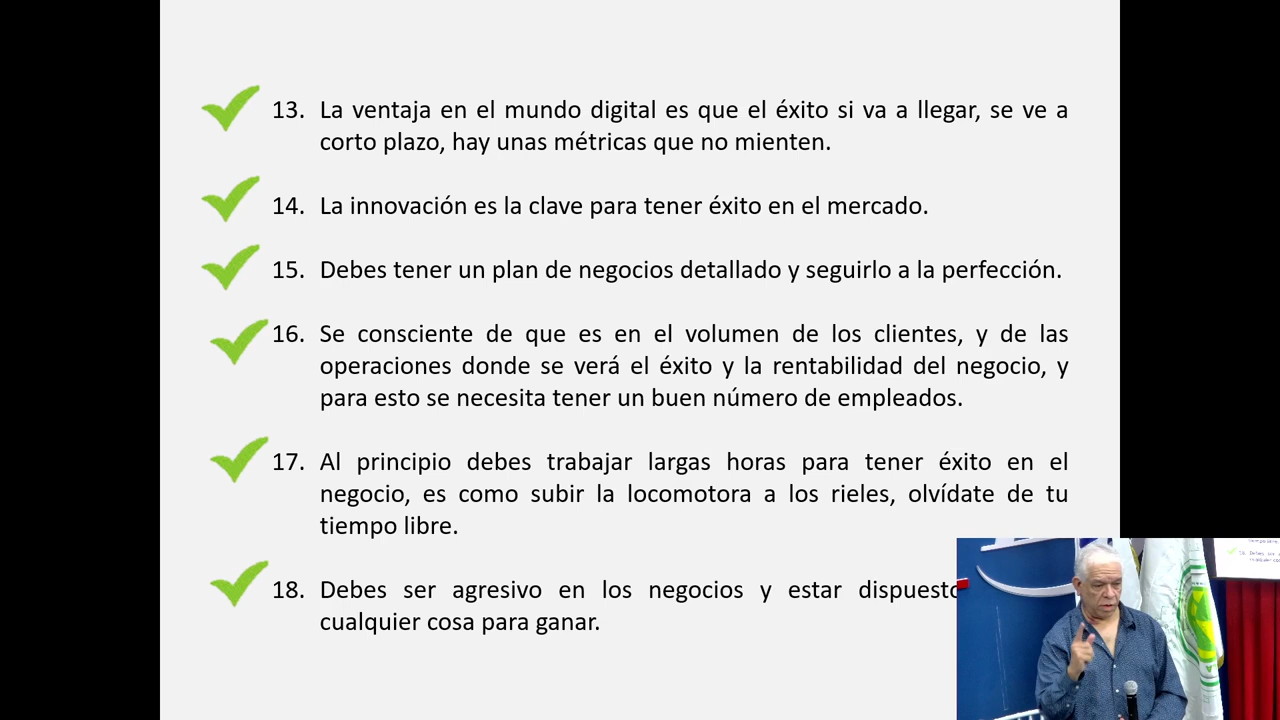 13. La ventaja en el mundo digital es que el éxito si va a llegar, se ve a
corto plazo, hay unas métricas que no mienten.
14. La innovación es la clave para tener éxito en el mercado.
15. Debes tener un plan de negocios detallado y seguirlo a la perfección.
16. Se consciente de que es en el volumen de los clientes, y de las
operaciones donde se verá el éxito y la rentabilidad del negocio, y
para esto se necesita tener un buen número de empleados.
17. Al principio debes trabajar largas horas para tener éxito en el
negocio, es como subir la locomotora a los rieles, olvídate de tu
tiempo libre.
18. Debes ser agresivo en los negocios y estar dispuesto
cualquier cosa para ganar.